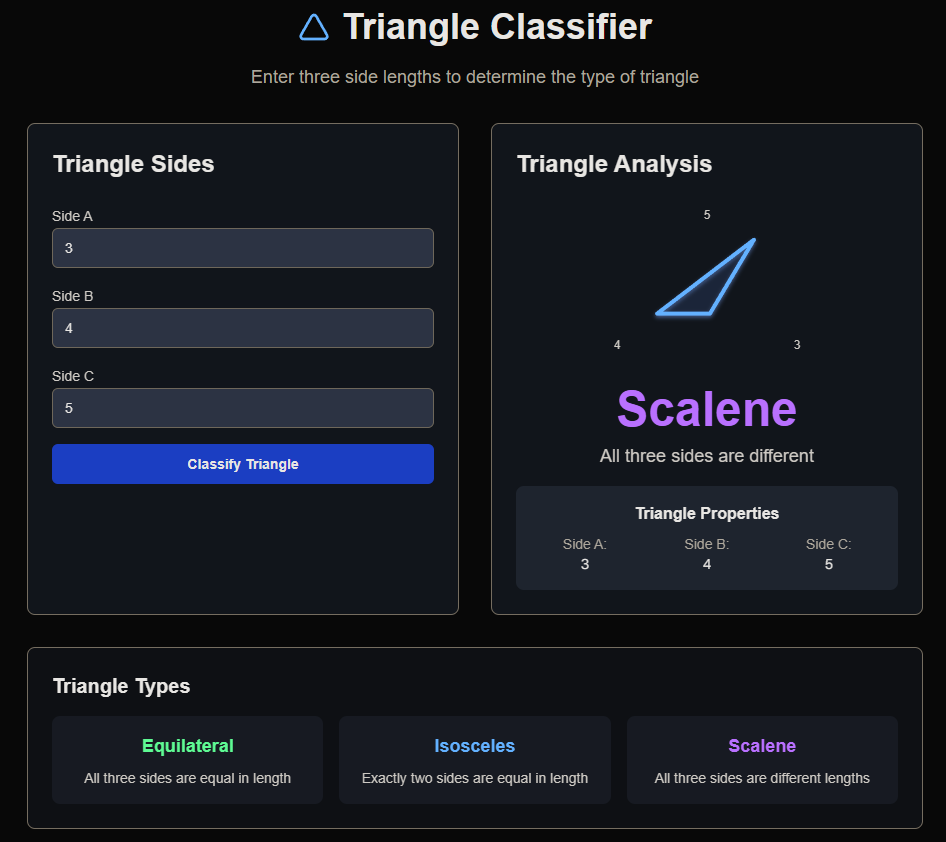 Triangle Classifier
Enter three side lengths to determine the type of triangle
Triangle Sides
Side A
3
Side B
4
Side C
5
Classify Triangle
Triangle Analysis
5
4
3
Scalene
All three sides are different
Triangle Properties
Side A:
3
Side B:
4
Side C:
5
Triangle Types
Equilateral
All three sides are equal in length
Isosceles
Exactly two sides are equal in length
Scalene
All three sides are different lengths